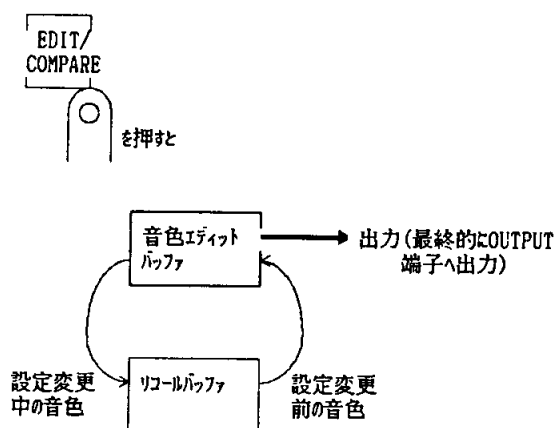 EDIT/
COMPARE
を押すと
音色ｴﾃﾞｨｯﾄ
ﾊﾞｯﾌｧ
出力(最終的にOUTPUT
端子へ出力)
設定変更
中の音色
ﾘｺｰﾙﾊﾞｯﾌｧ
設定変更
前の音色